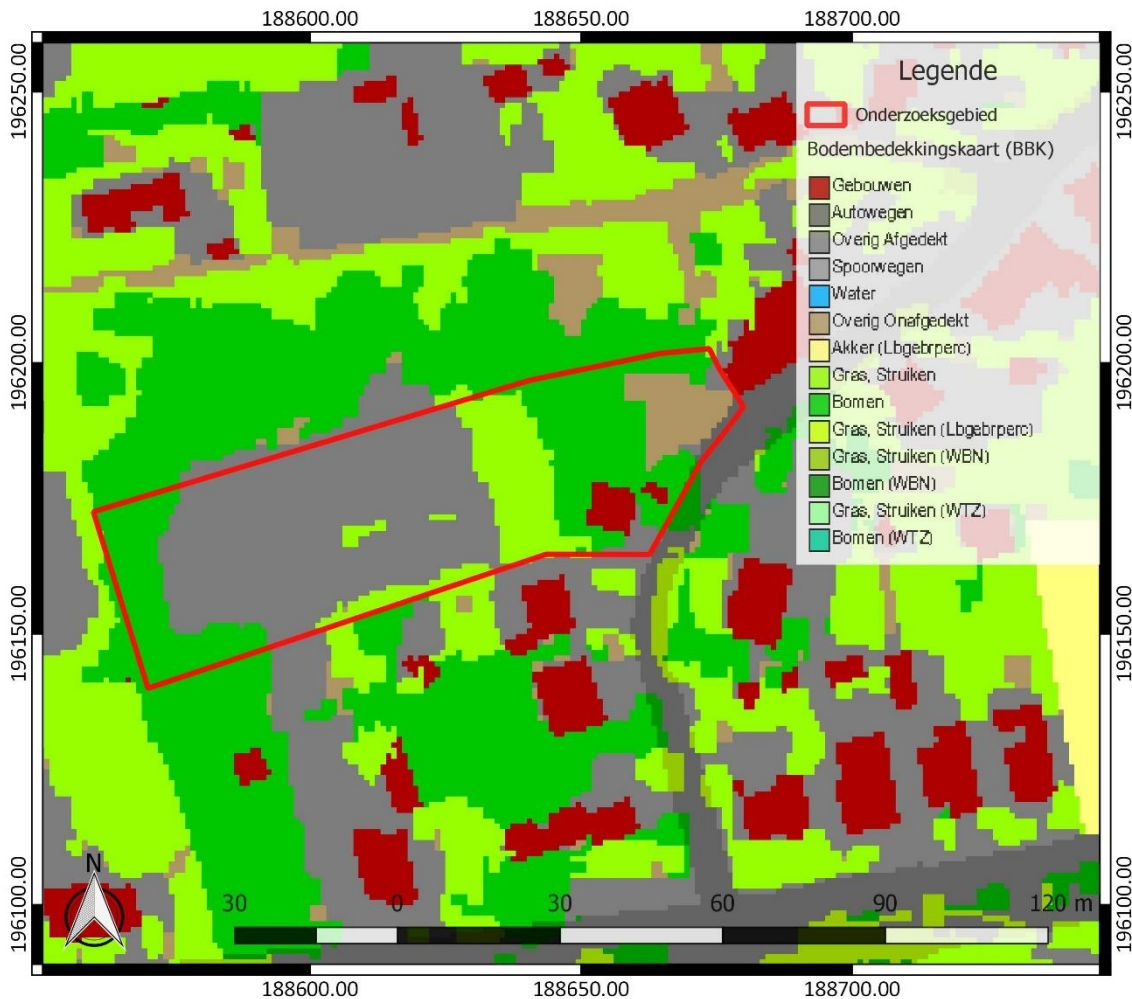 188600.00 188650.00 188700.00
196250.00 196250.00
196200.00 196200.00
196150.00 196150.00
196100.00 196100.00
Legende
Onderzoeksgebied
Bodembedekkingskaart (BBK)
Gebouwen
Autowegen
Overig Afgedekt
Spoorwegen
Water
Overig Onafgedekt
Akker (Lbgebrperc)
Gras, Struiken
Bomen
Gras, Struiken (Lbgebrperc)
Gras, Struiken (WBN)
Bomen (WBN)
Gras, Struiken (WTZ)
Bomen (WTZ)
N
30 0 30 60 90 120 m
188600.00 188650.00 188700.00